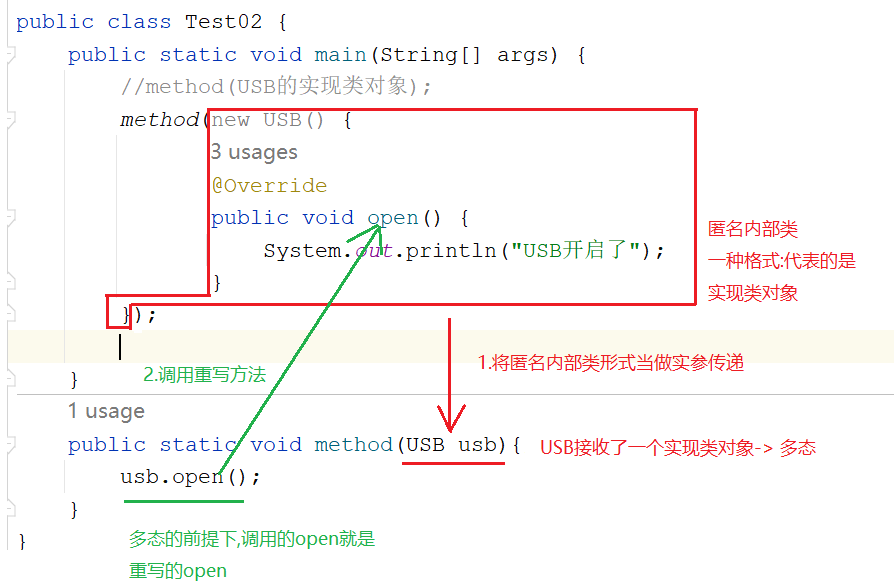 public class Test02 {
public static void main(String[] args) {
//method(USB的实现类对象);
method(new USB() {
3 usages
@Override
public void open() {
System.out.println("USB开启了");
}
});
匿名内部类
一种格式:代表的是
实现类对象
1.将匿名内部类形式当做实参传递
2.调用重写方法
}
1 usage
public static void method(USB usb){
USB接收了一个实现类对象-> 多态
usb.open();
}
多态的前提下,调用的open就是
重写的open
}